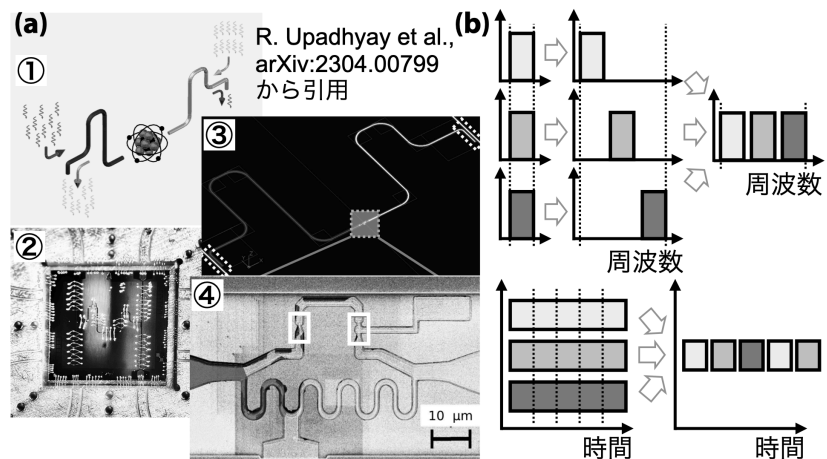 (a)
①
R. Upadhyay et al.,
arXiv:2304.00799
から引用
③
②
④
10 μm
(b)
周波数
周波数
時間
時間